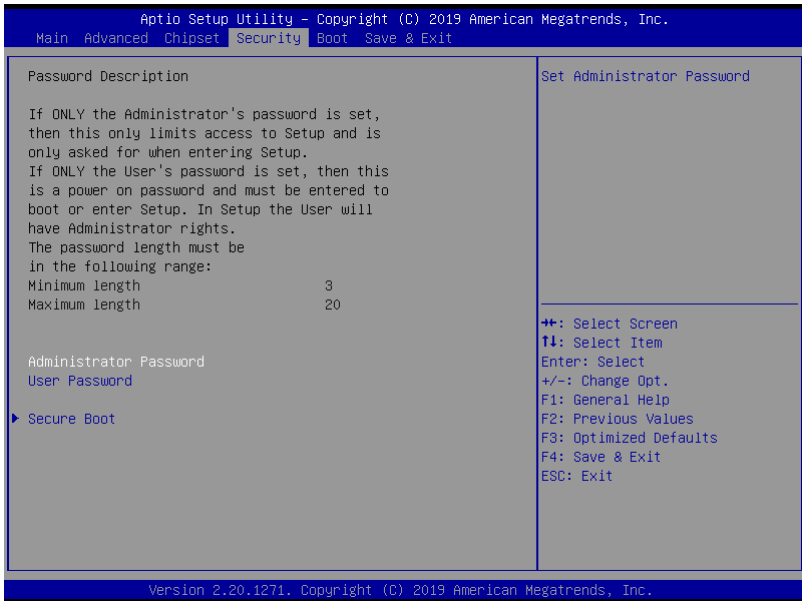 Aptio Setup Utility – Copyright (C) 2019 American Megatrends, Inc.
Main Advanced Chipset Security Boot Save & Exit
Password Description
If ONLY the Administrator's password is set,
then this only limits access to Setup and is
only asked for when entering Setup.
If ONLY the User's password is set, then this
is a power on password and must be entered to
boot or enter Setup. In Setup the User will
have Administrator rights.
The password length must be
in the following range:
Minimum length 3
Maximum length 20
Administrator Password
User Password
Secure Boot
Set Administrator Password
→←: Select Screen
↑↓: Select Item
Enter: Select
+/-: Change Opt.
F1: General Help
F2: Previous Values
F3: Optimized Defaults
F4: Save & Exit
ESC: Exit
Version 2.20.1271. Copyright (C) 2019 American Megatrends, Inc.